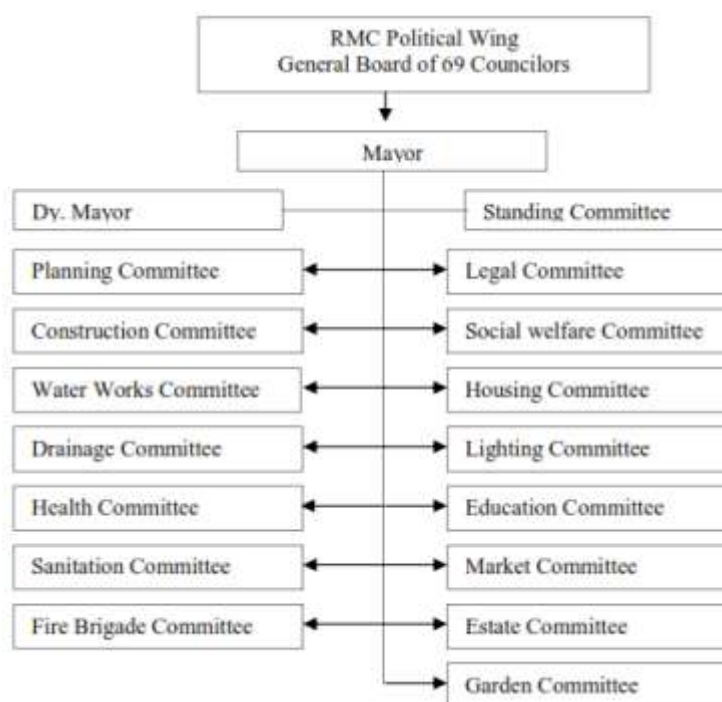 RMC Political Wing
General Board of 69 Councilors
Mayor
Dy. Mayor
Standing Committee
Planning Committee
Legal Committee
Construction Committee
Social welfare Committee
Water Works Committee
Housing Committee
Drainage Committee
Lighting Committee
Health Committee
Education Committee
Sanitation Committee
Market Committee
Fire Brigade Committee
Estate Committee
Garden Committee